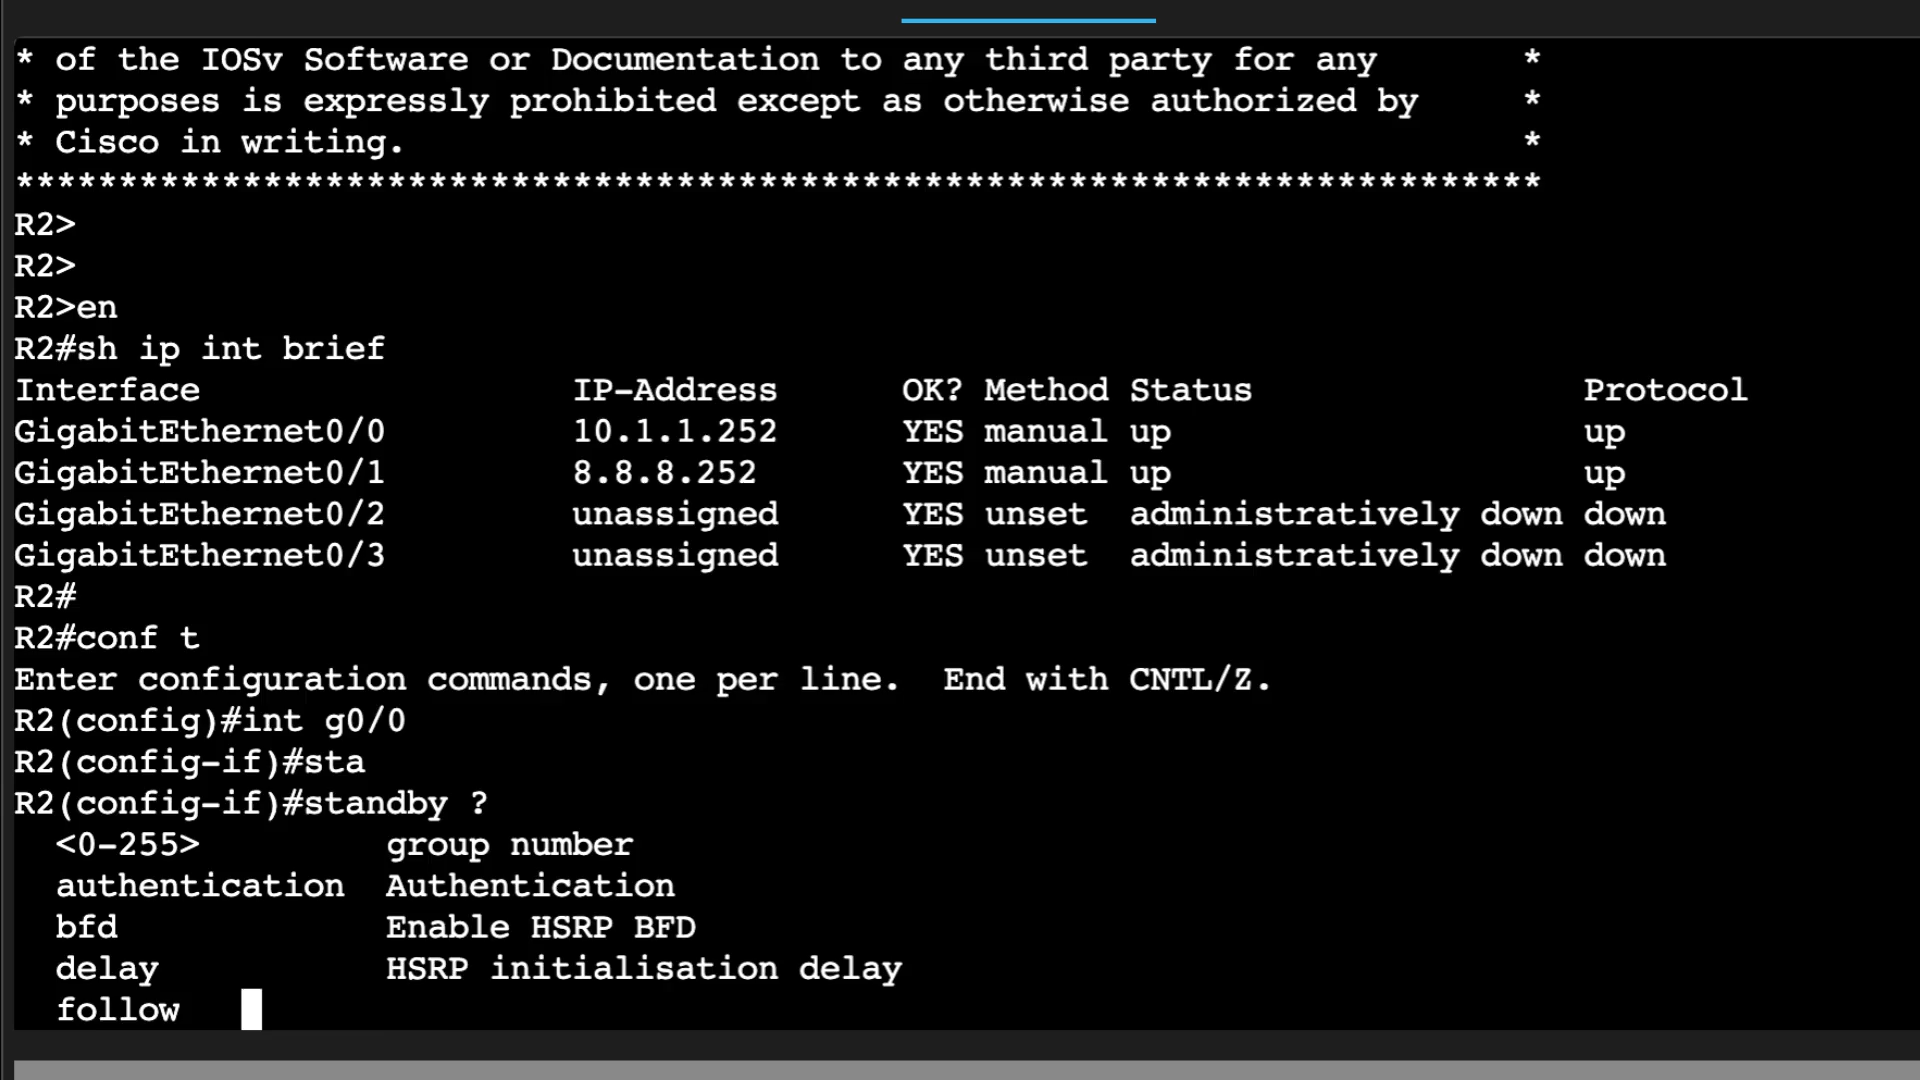 * of the IOSv Software or Documentation to any third party for any *
* purposes is expressly prohibited except as otherwise authorized by *
* Cisco in writing. *
**************************************************************************
R2>
R2>
R2>en
R2#sh ip int brief
Interface IP-Address OK? Method Status Protocol
GigabitEthernet0/0 10.1.1.252 YES manual up up
GigabitEthernet0/1 8.8.8.252 YES manual up up
GigabitEthernet0/2 unassigned YES unset administratively down down
GigabitEthernet0/3 unassigned YES unset administratively down down
R2#
R2#conf t
Enter configuration commands, one per line. End with CNTL/Z.
R2(config)#int g0/0
R2(config-if)#sta
R2(config-if)#standby ?
<0-255> group number
authentication Authentication
bfd Enable HSRP BFD
delay HSRP initialisation delay
follow